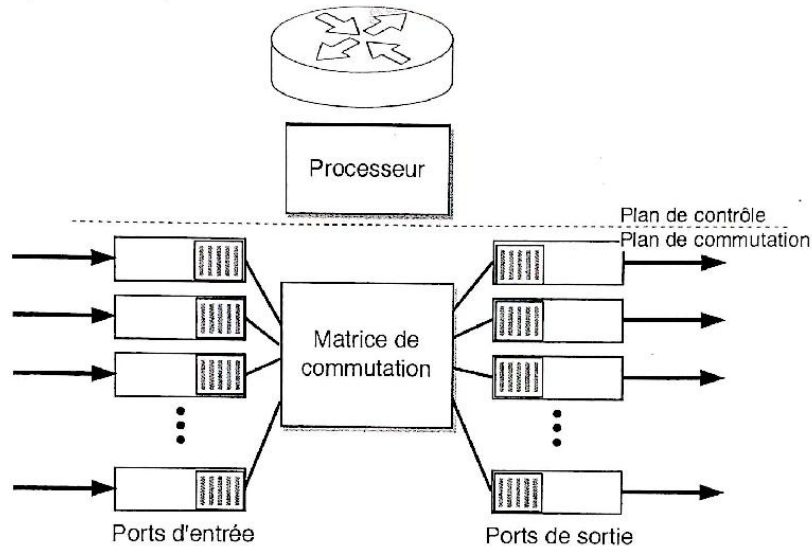 Processeur
Plan de contrôle
Plan de commutation
Matrice de
commutation
Ports d'entrée
Ports de sortie